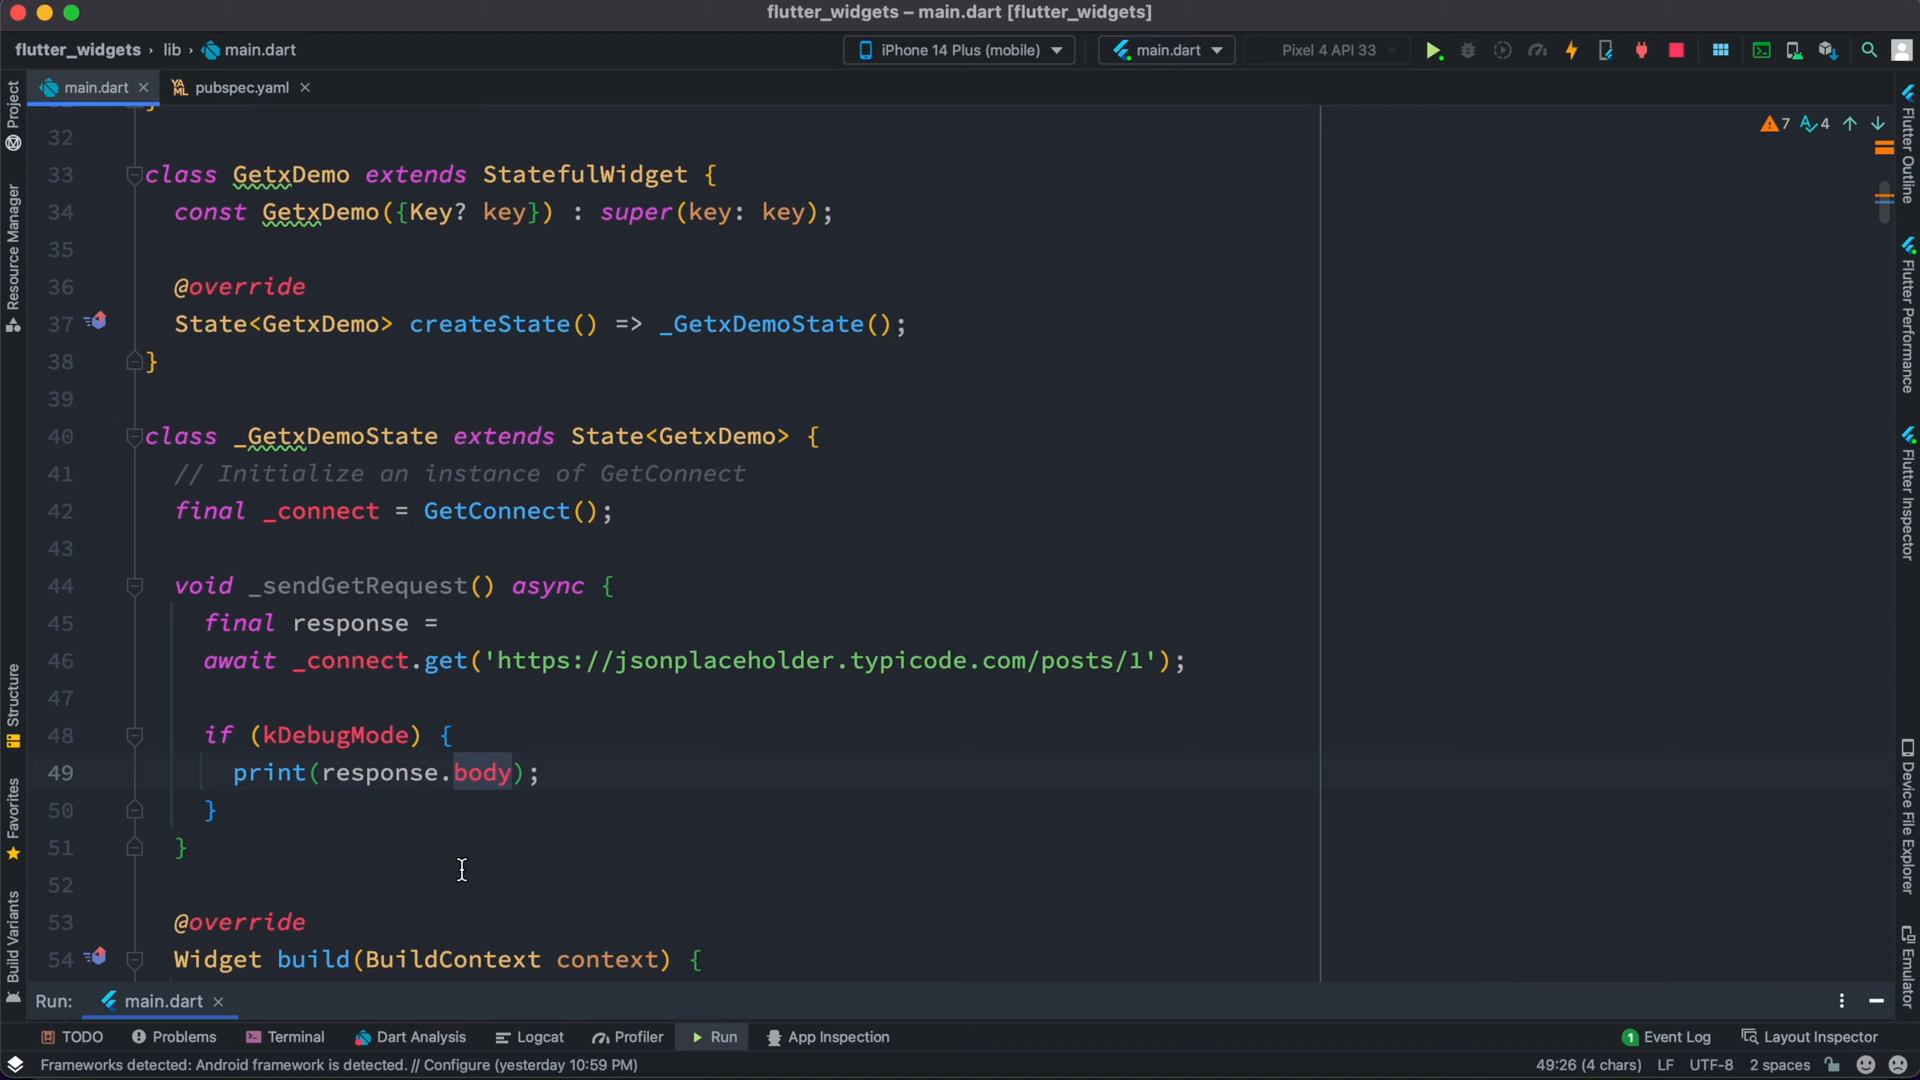 flutter_widgets – main.dart [flutter_widgets]
flutter_widgets › lib › main.dart
iPhone 14 Plus (mobile)
main.dart
Pixel 4 API 33
main.dart
pubspec.yaml
7
4
32
33 class GetxDemo extends StatefulWidget {
34 const GetxDemo({Key? key}) : super(key: key);
35
36 @override
37 State<GetxDemo> createState() => _GetxDemoState();
38 }
39
40 class _GetxDemoState extends State<GetxDemo> {
41 // Initialize an instance of GetConnect
42 final _connect = GetConnect();
43
44 void _sendGetRequest() async {
45 final response =
46 await _connect.get('https://jsonplaceholder.typicode.com/posts/1');
47
48 if (kDebugMode) {
49 print(response.body);
50 }
51 }
52
53 @override
54 Widget build(BuildContext context) {
Project
Resource Manager
Structure
Favorites
Build Variants
Flutter Outline
Flutter Performance
Flutter Inspector
Device File Explorer
Emulator
Run: main.dart
TODO
Problems
Terminal
Dart Analysis
Logcat
Profiler
Run
App Inspection
1 Event Log
Layout Inspector
Frameworks detected: Android framework is detected. // Configure (yesterday 10:59 PM)
49:26 (4 chars) LF UTF-8 2 spaces